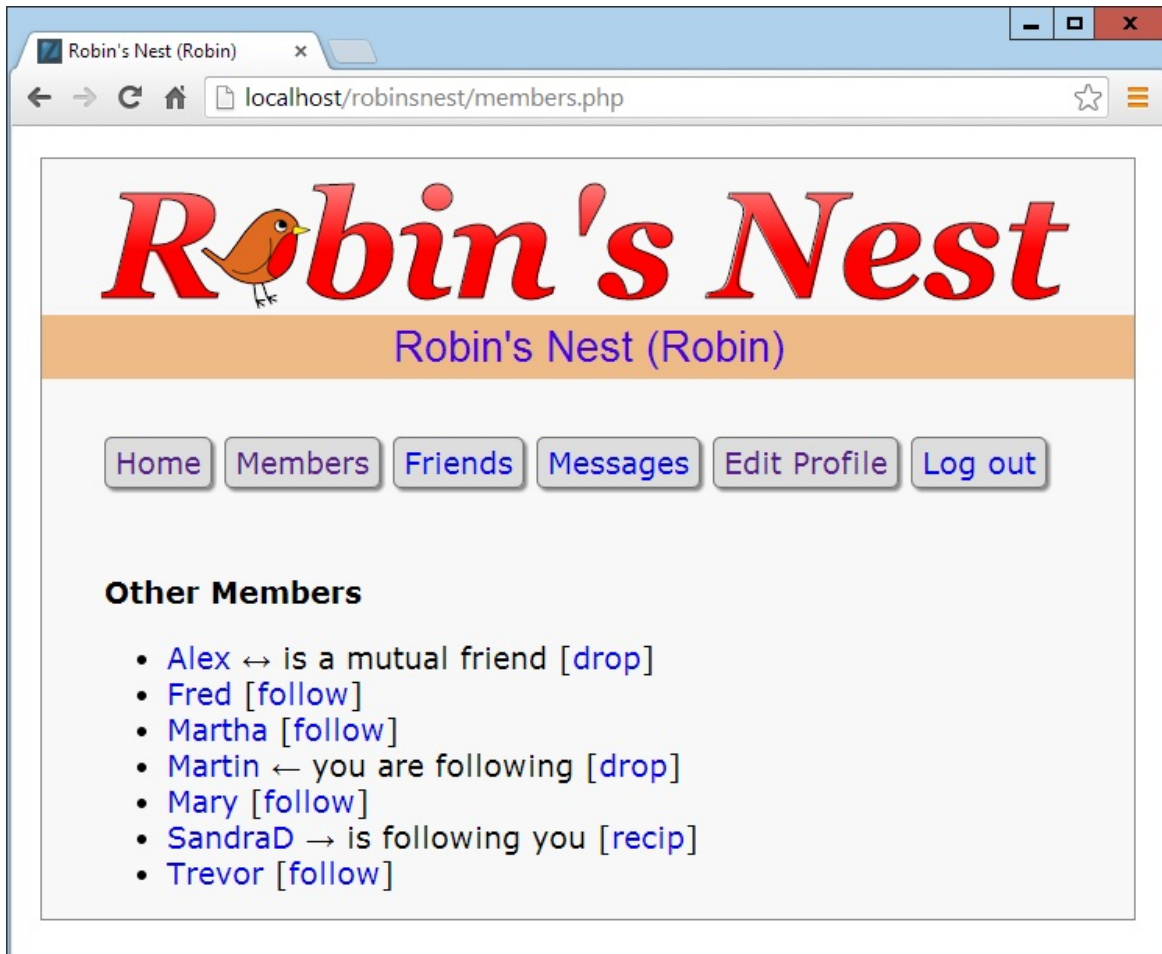 Robin's Nest (Robin)
localhost/robinsnest/members.php
Robin's Nest
Robin's Nest (Robin)
Home Members Friends Messages Edit Profile Log out
Other Members
• Alex ↔ is a mutual friend [drop]
• Fred [follow]
• Martha [follow]
• Martin ← you are following [drop]
• Mary [follow]
• SandraD → is following you [recip]
• Trevor [follow]